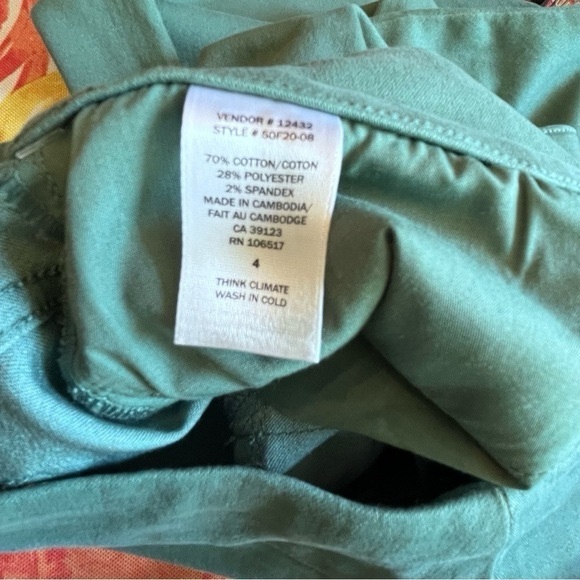 VENDOR # 12432
STYLE # 50F20-08
70% COTTON/COTON
28% POLYESTER
2% SPANDEX
MADE IN CAMBODIA/
FAIT AU CAMBODGE
CA 39123
RN 106517
4
THINK CLIMATE
WASH IN COLD